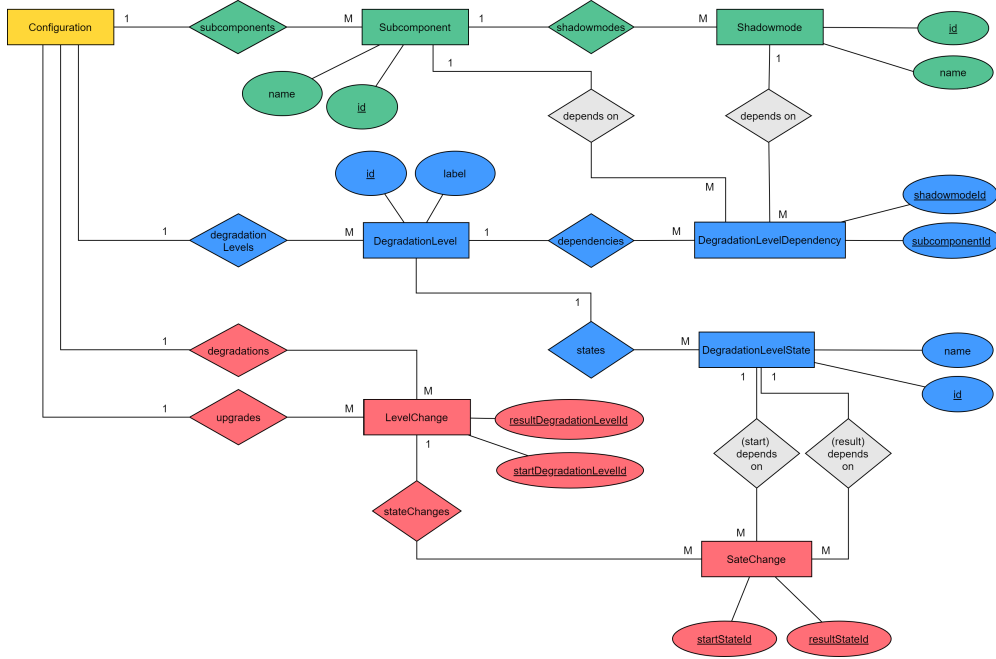 1
M
1
M
Configuration
subcomponents
Subcomponent
shadowmodes
Shadowmode
id
name
1
1
name
id
depends on
depends on
id
label
M
shadowmodeId
M
1
degradation
Levels
M
DegradationLevel
1
dependencies
M
DegradationLevelDependency
subcomponentId
1
1
degradations
states
M
DegradationLevelState
name
1
1
id
M
1
upgrades
M
LevelChange
resultDegradationLevelId
1
(start)
depends
on
(result)
depends
on
startDegradationLevelId
stateChanges
M
M
M
SateChange
startStateId
resultStateId